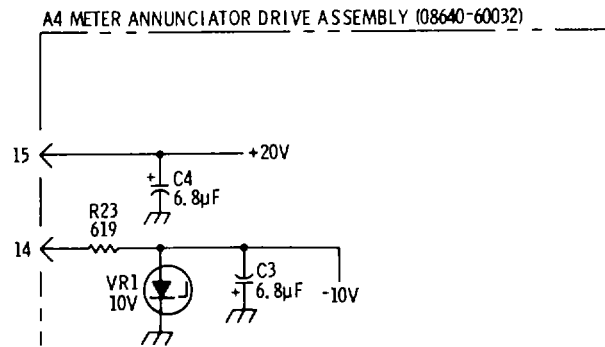 A4 METER ANNUNCIATOR DRIVE ASSEMBLY (08640-60032)
15
+20V
+
C4
6.8µF
R23
619
14
VR1
10V
C3
+
6.8µF
-10V